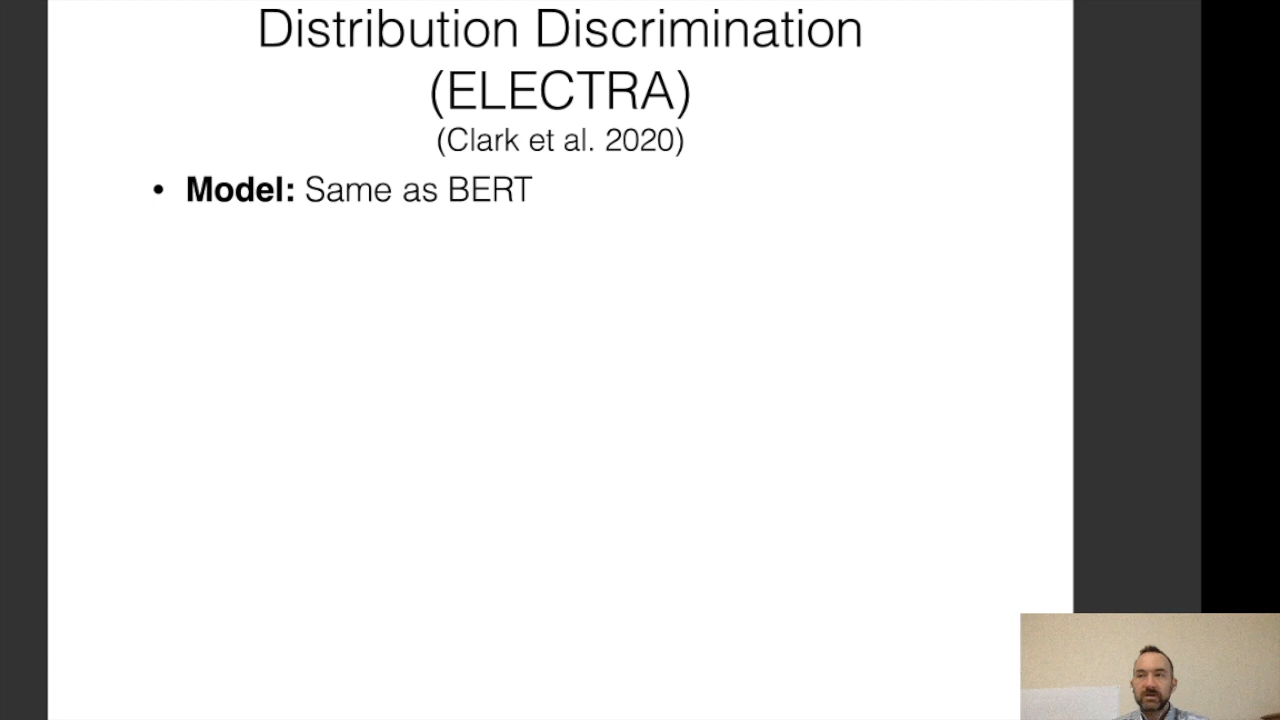 Distribution Discrimination
(ELECTRA)
(Clark et al. 2020)
• Model: Same as BERT